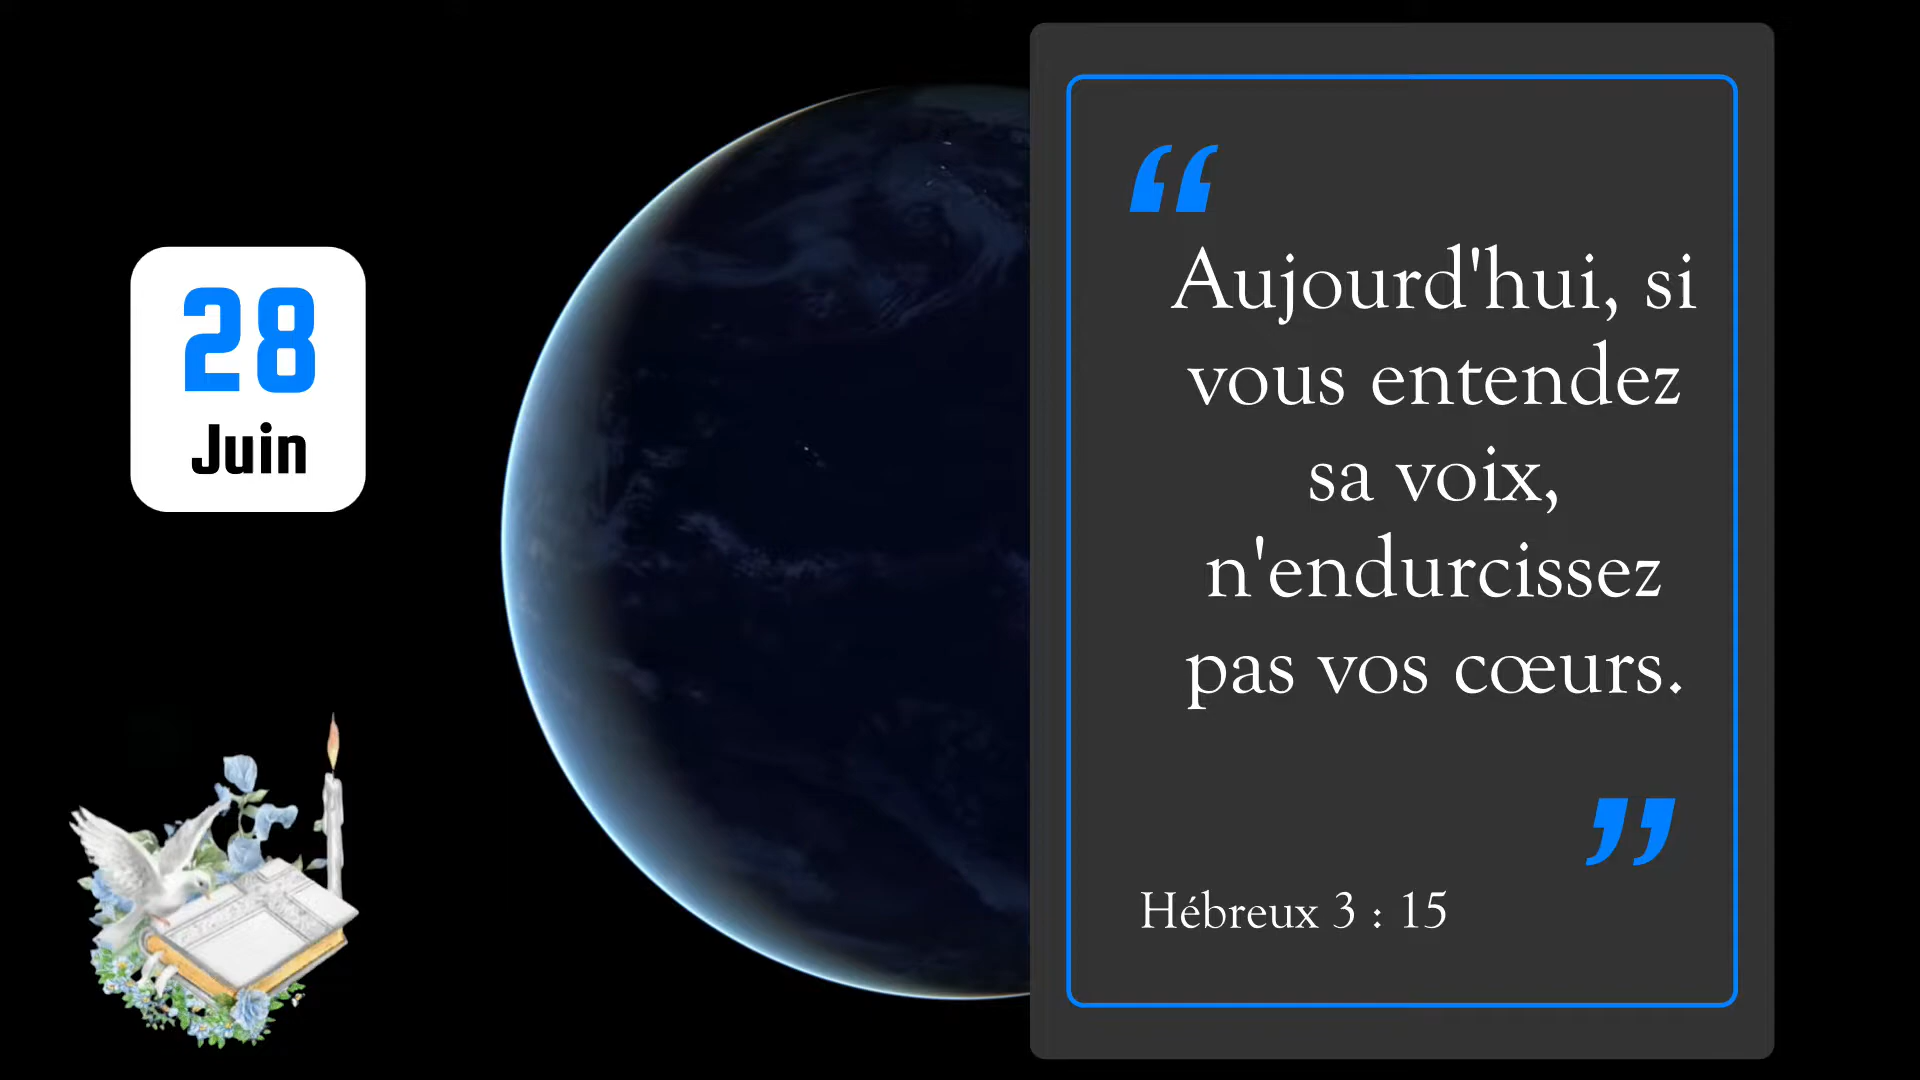 28
Juin
“
Aujourd'hui, si
vous entendez
sa voix,
n'endurcissez
pas vos cœurs.
”
Hébreux 3 : 15